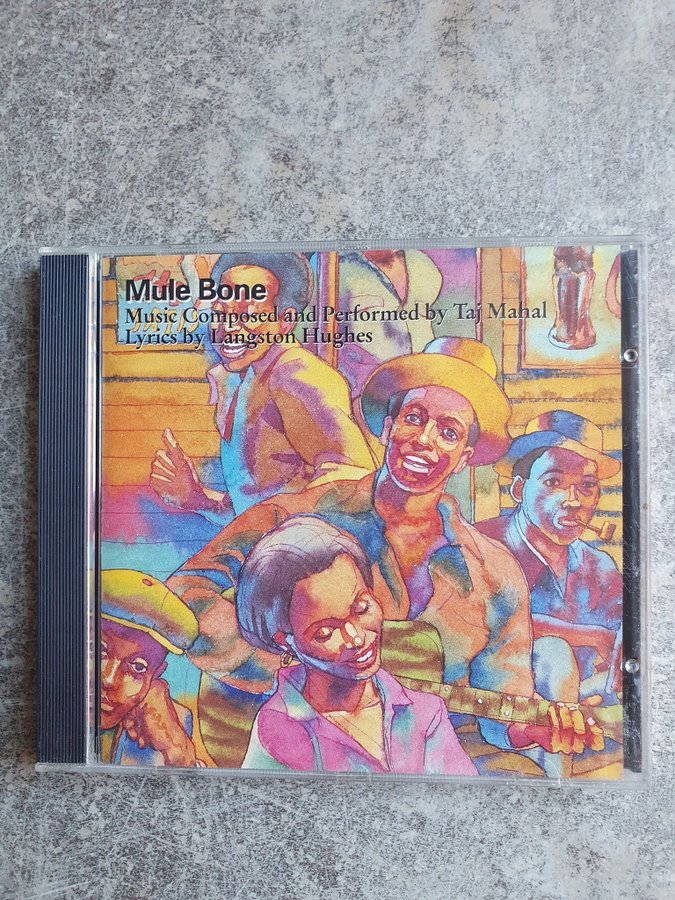 Mule Bone
Music Composed and Performed by Taj Mahal
Lyrics by Langston Hughes